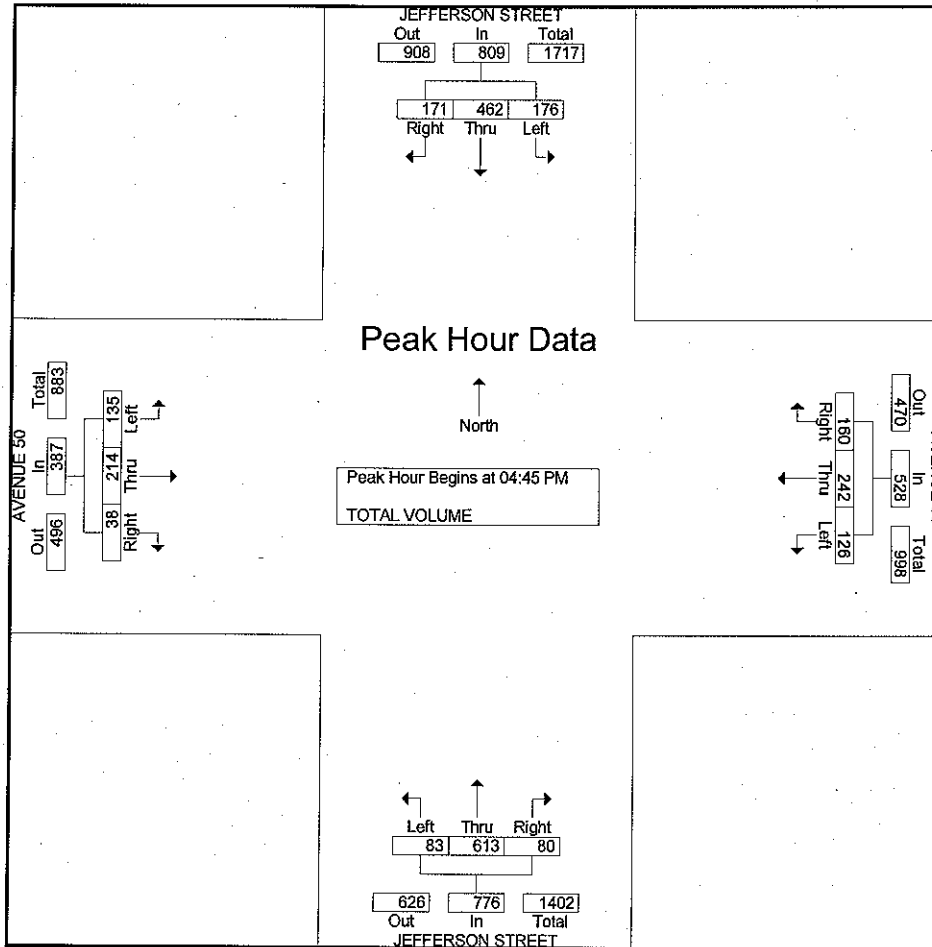 JEFFERSON STREET
Out In Total
908 809 1717
171 462 176
Right Thru Left
Peak Hour Data
North
Peak Hour Begins at 04:45 PM
TOTAL VOLUME
AVENUE 50
Out In Total
496 387 883
Left Thru Right
135 214 38
Out In Total
470 528 998
Right Thru Left
160 242 126
Left Thru Right
83 613 80
626 776 1402
Out In Total
JEFFERSON STREET